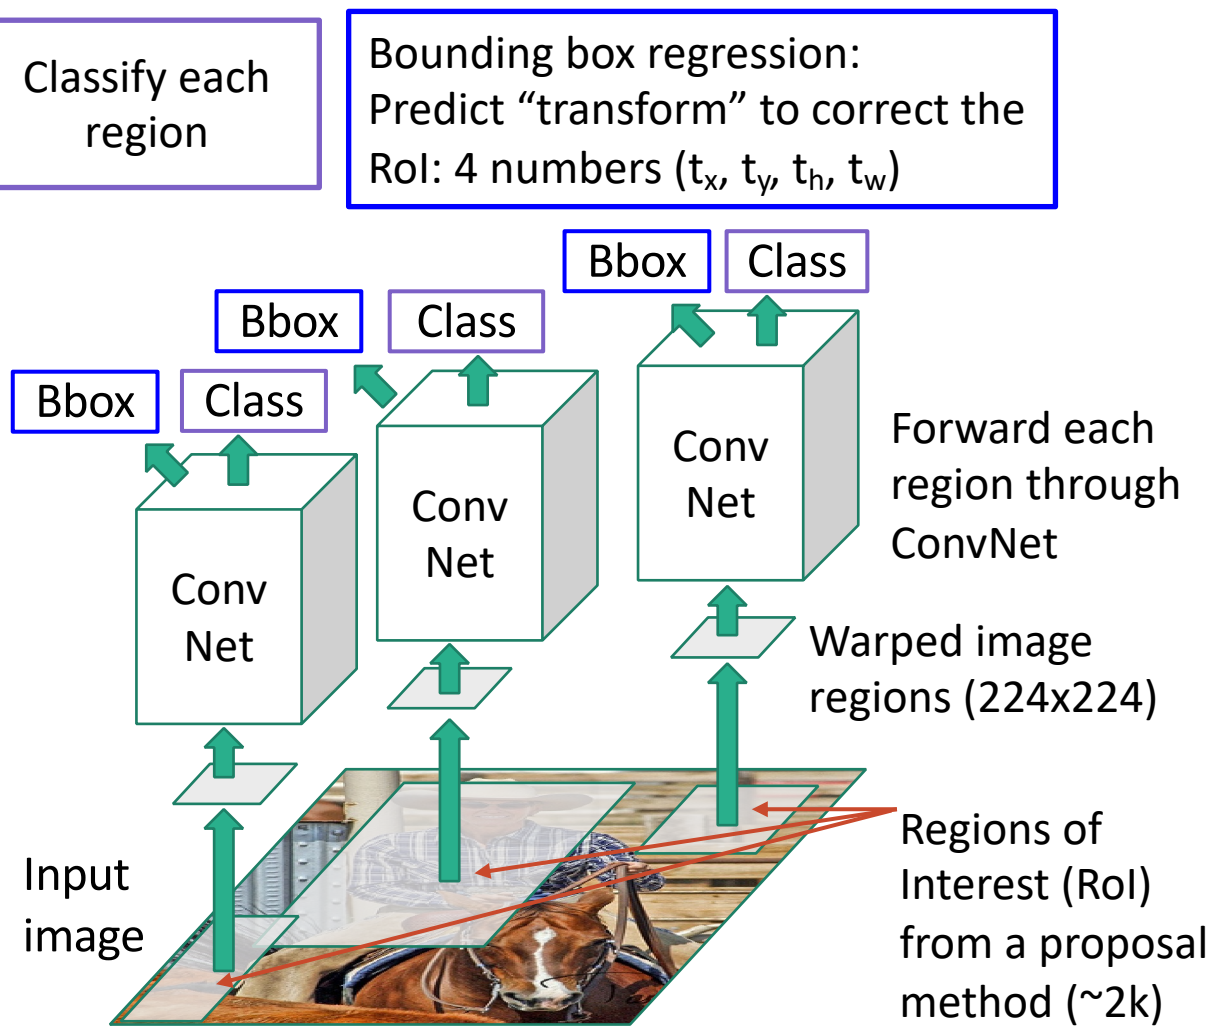 Classify each
region
Bounding box regression:
Predict “transform” to correct the
RoI: 4 numbers (tx, ty, th, tw)
Bbox
Class
Bbox
Class
Bbox
Class
Conv
Net
Conv
Net
Conv
Net
Forward each
region through
ConvNet
Warped image
regions (224x224)
Input
image
Regions of
Interest (RoI)
from a proposal
method (~2k)